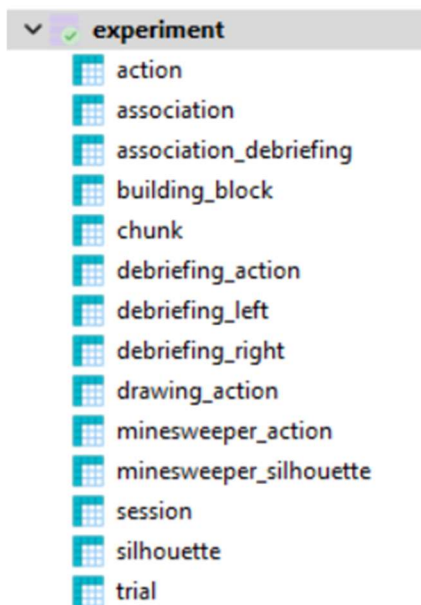 experiment
action
association
association_debriefing
building_block
chunk
debriefing_action
debriefing_left
debriefing_right
drawing_action
minesweeper_action
minesweeper_silhouette
session
silhouette
trial